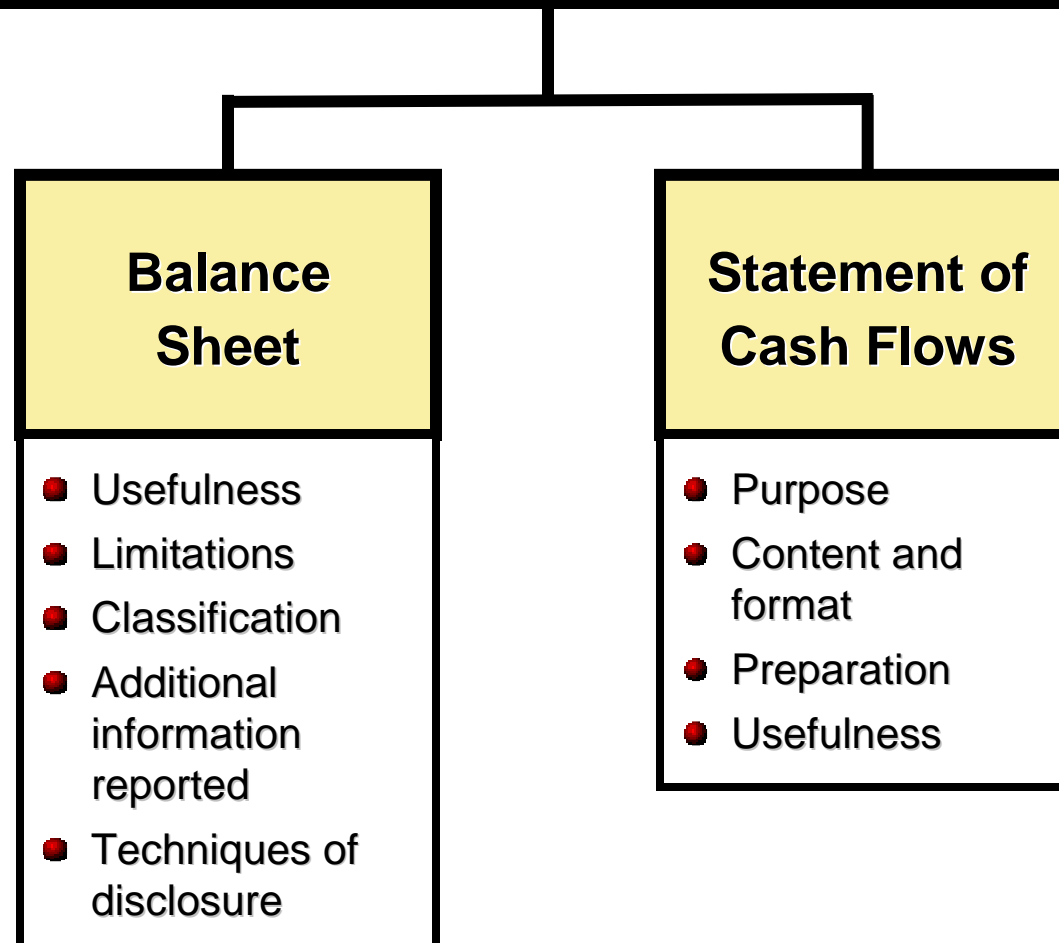 Balance
Sheet
Usefulness
Limitations
Classification
Additional
information
reported
Techniques of
disclosure
Statement of
Cash Flows
Purpose
Content and
format
Preparation
Usefulness